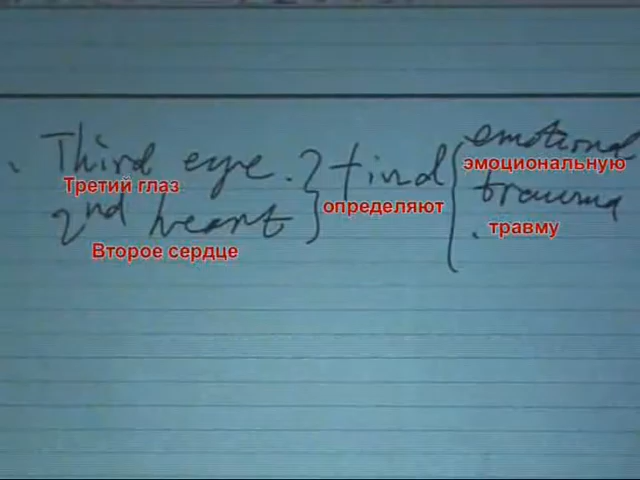 Third eye.
Третий глаз
2nd heart
Второе сердце
find
определяют
emotional
эмоциональную
trauma
травму